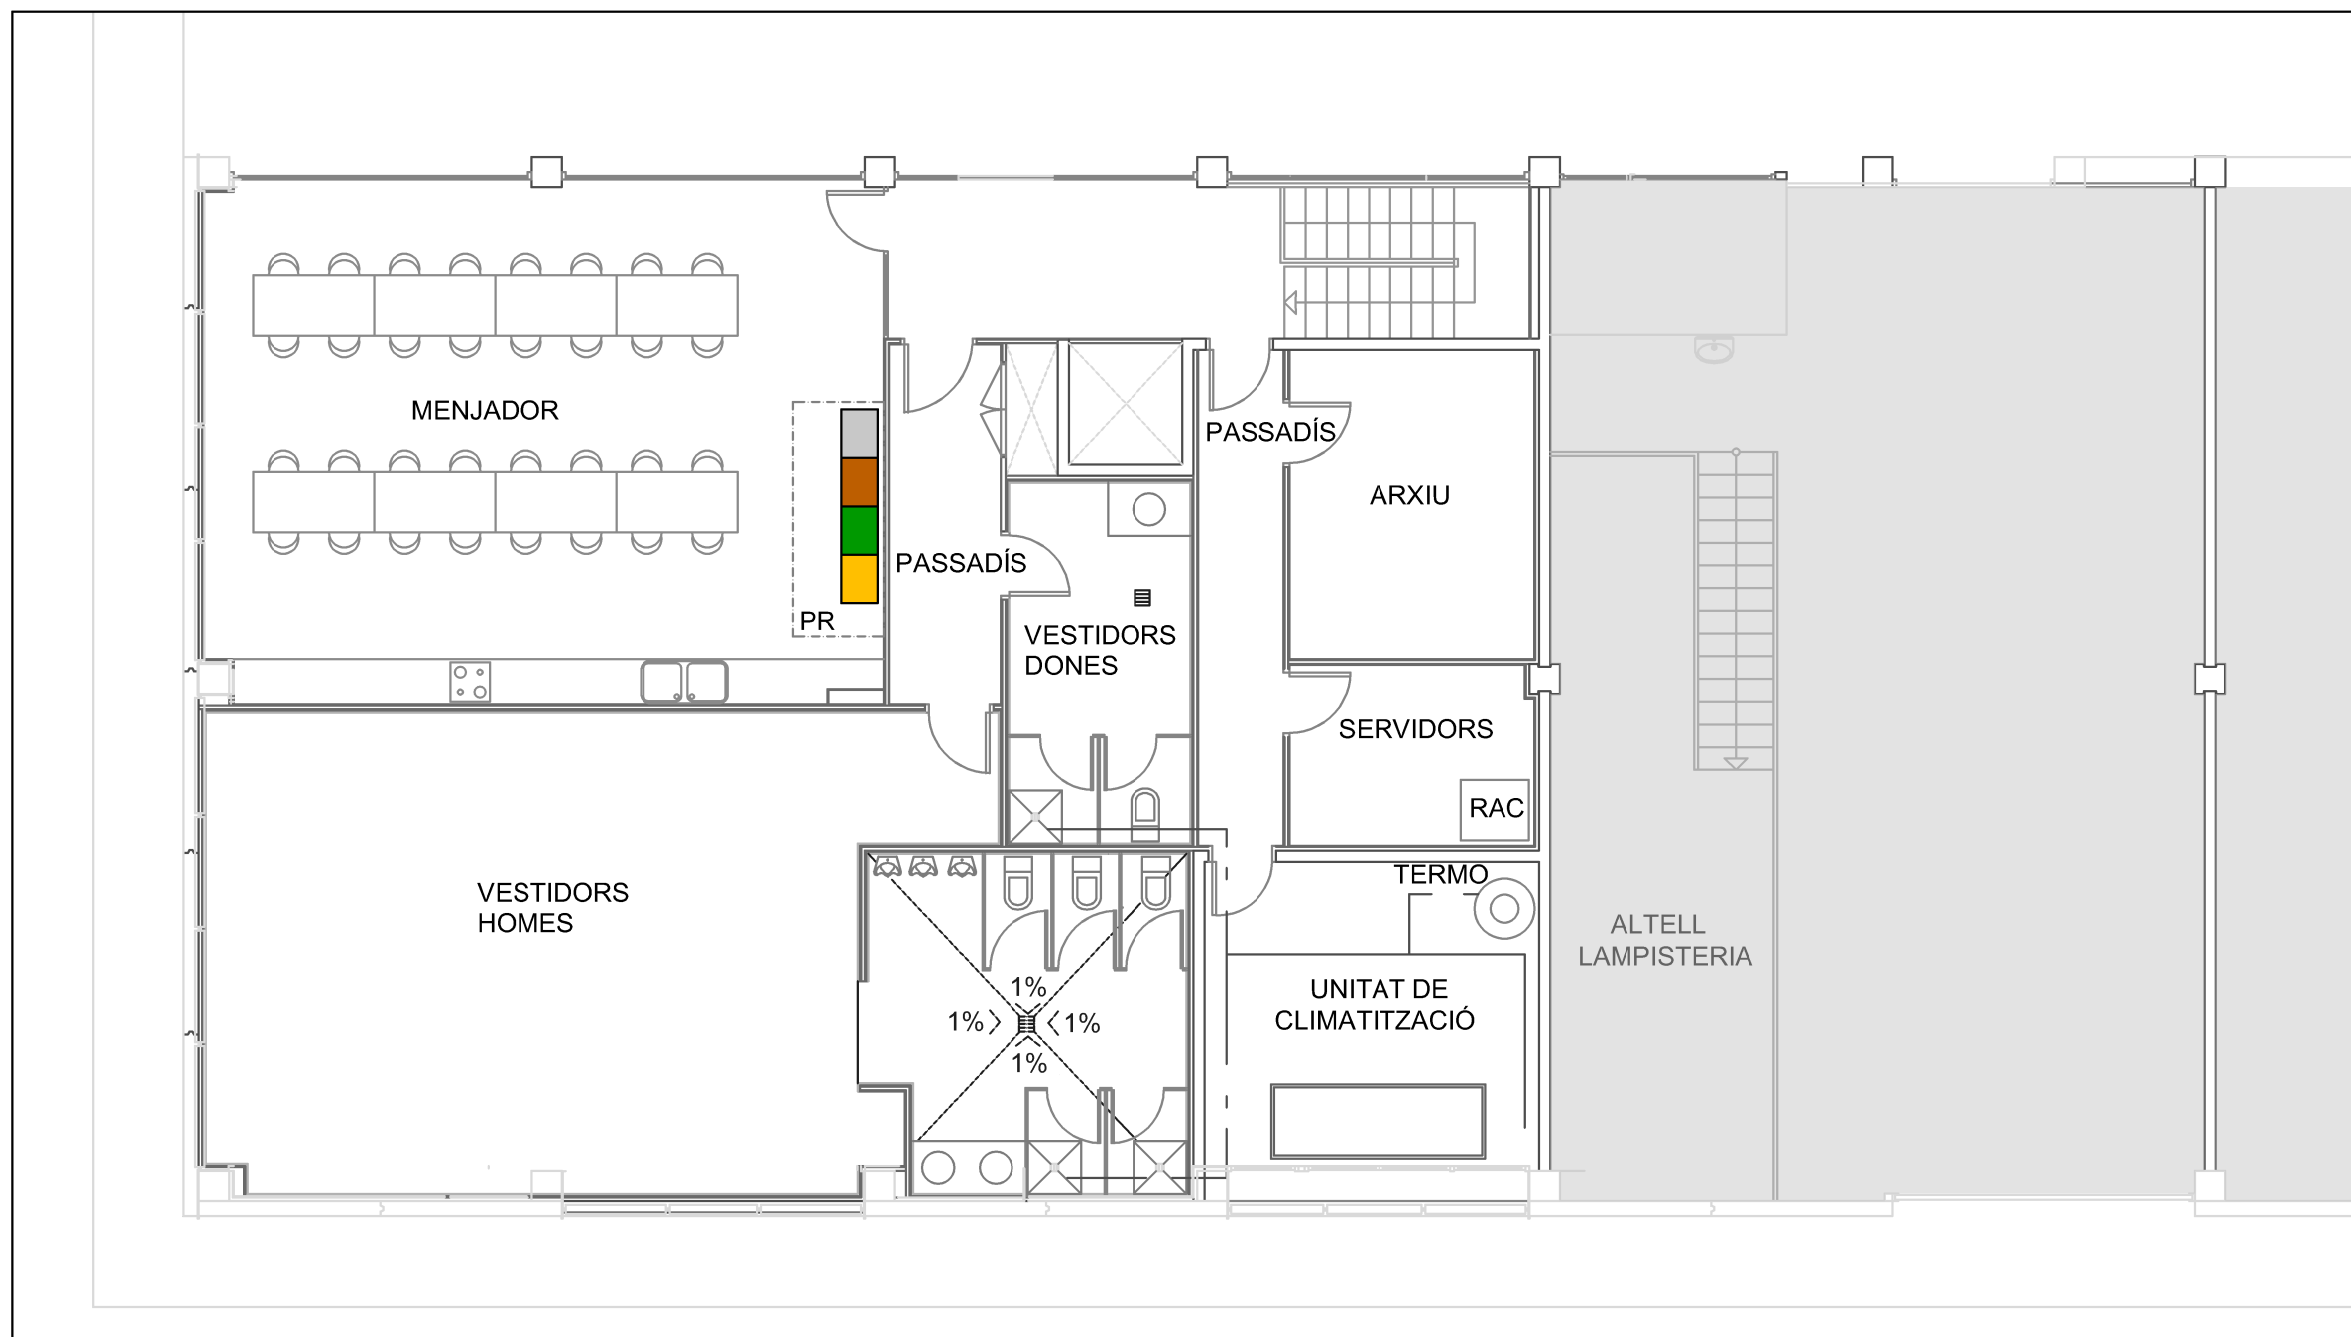 MENJADOR
PASSADÍS
ARXIU
PASSADÍS
PR
VESTIDORS
DONES
SERVIDORS
RAC
TERMO
VESTIDORS
HOMES
ALTELL
LAMPISTERIA
1%
1%
1%
1%
UNITAT DE
CLIMATITZACIÓ